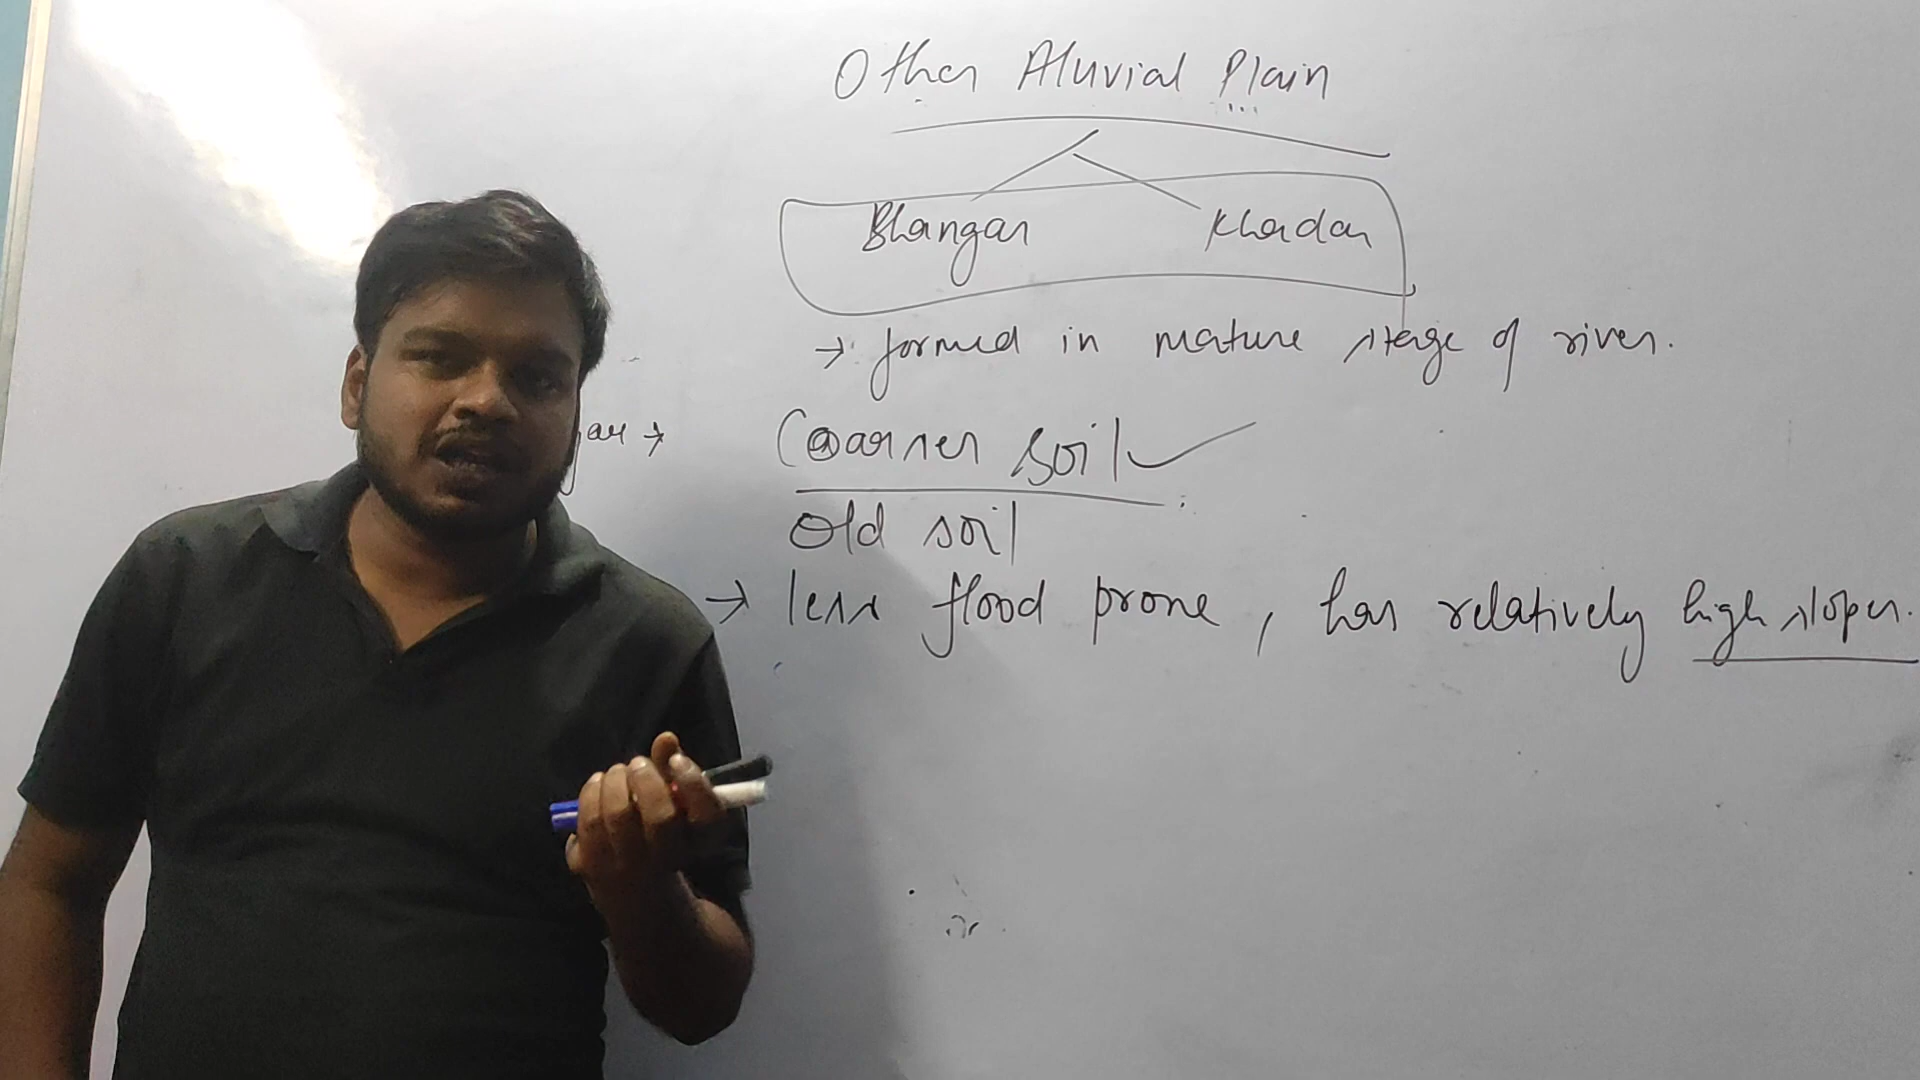 Other Aluvial Plain
Bhangar Khadar
→ formed in mature stage of river.
gar → Coarser soil ✓
Old soil
→ less flood prone, has relatively high slopes.